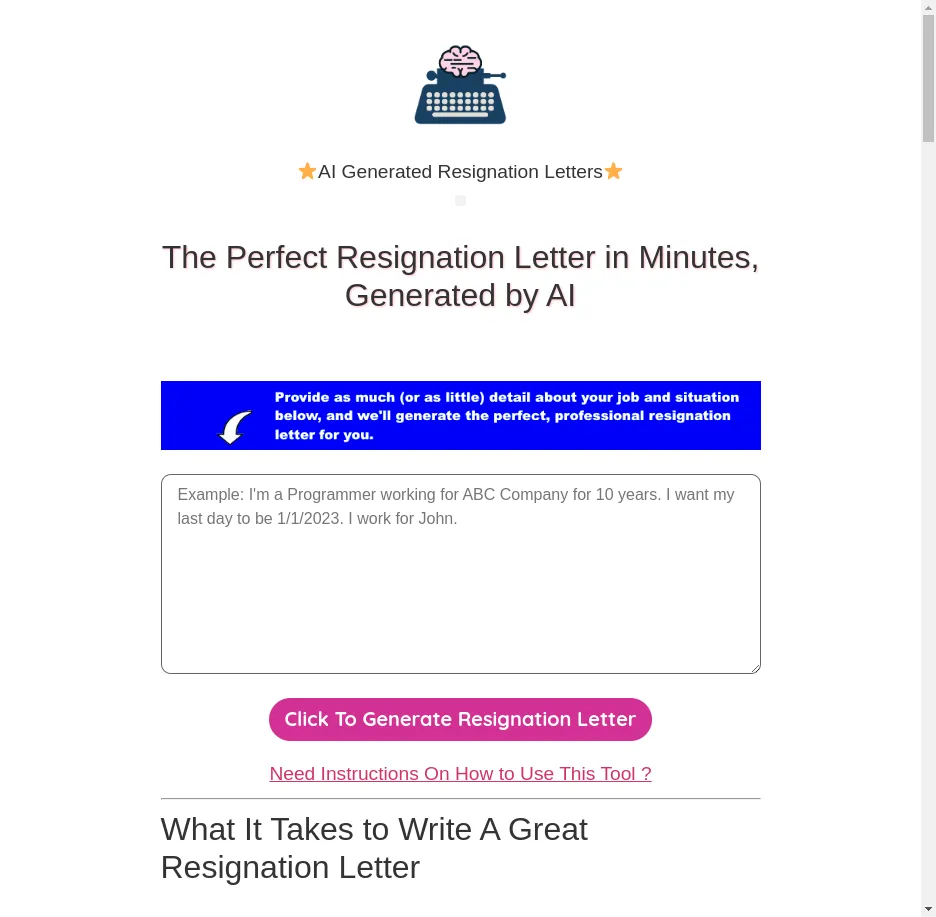 AI Generated Resignation Letters
The Perfect Resignation Letter in Minutes,
Generated by AI
Provide as much (or as little) detail about your job and situation
below, and we'll generate the perfect, professional resignation
letter for you.
Example: I'm a Programmer working for ABC Company for 10 years. I want my
last day to be 1/1/2023. I work for John.
Click To Generate Resignation Letter
Need Instructions On How to Use This Tool ?
What It Takes to Write A Great
Resignation Letter